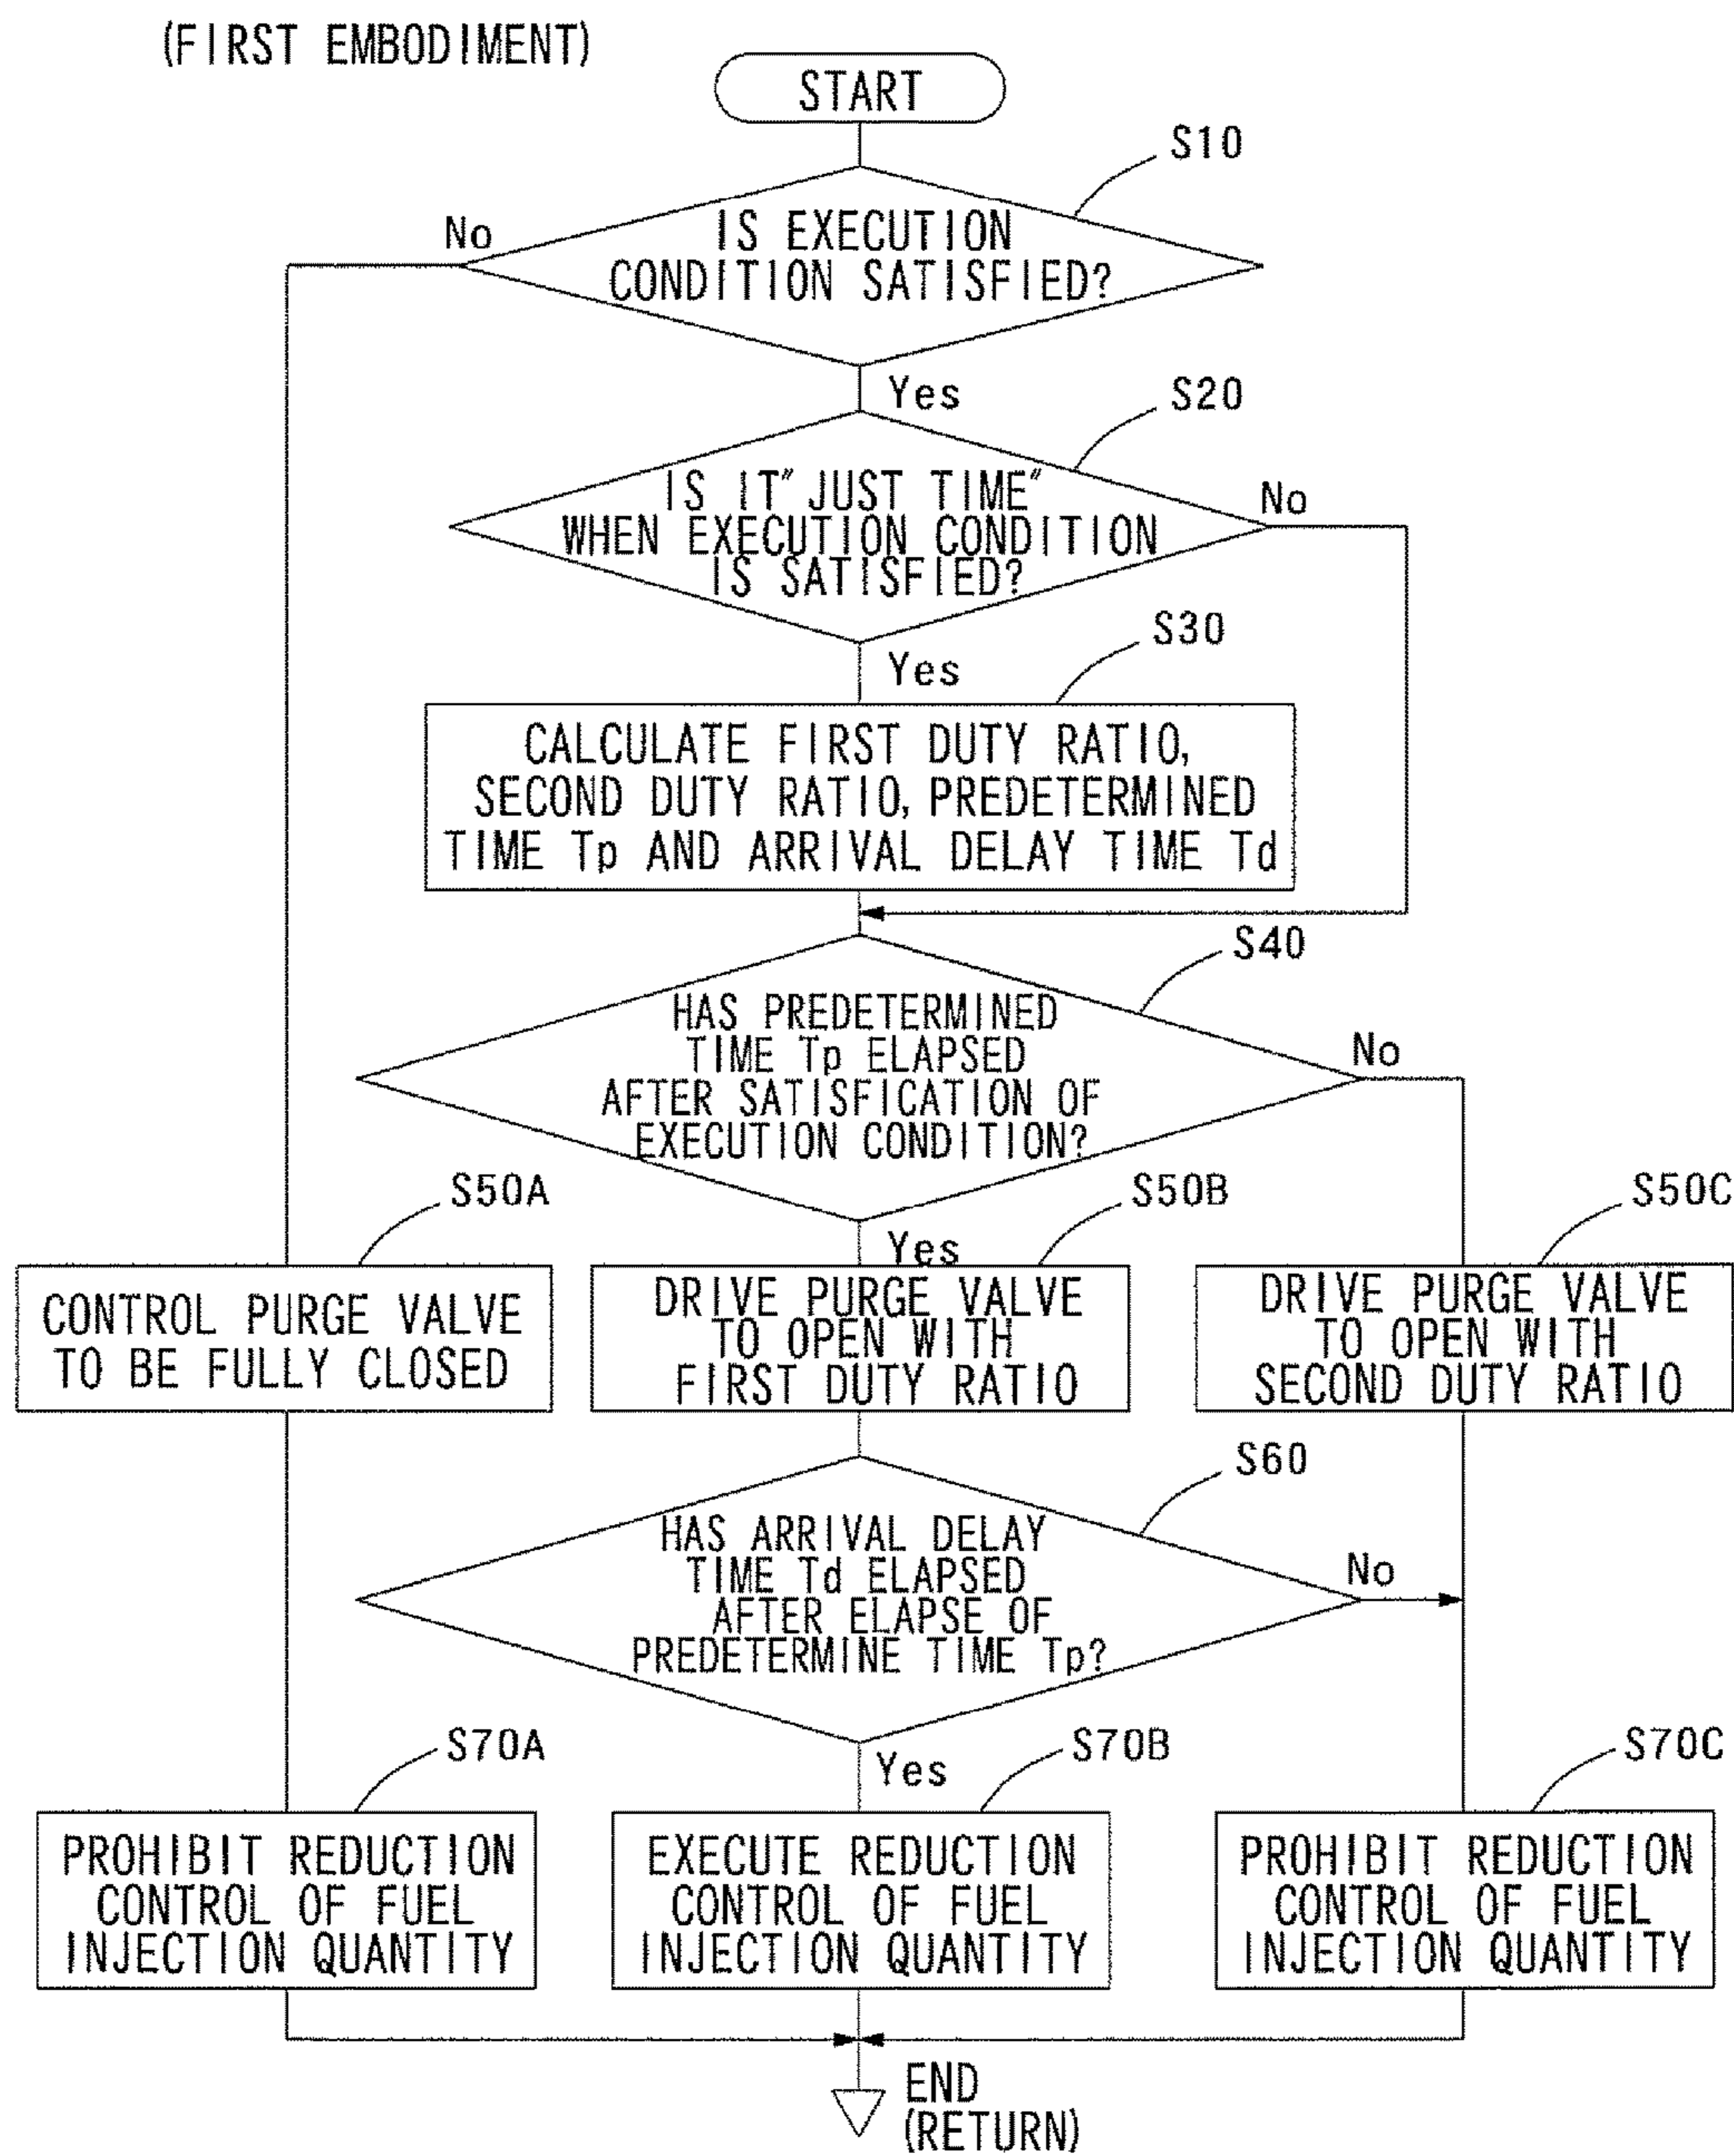 (FIRST EMBODIMENT)
START
S10
No
IS EXECUTION
CONDITION SATISFIED?
Yes
S20
IS IT "JUST TIME"
WHEN EXECUTION CONDITION
IS SATISFIED?
No
Yes
S30
CALCULATE FIRST DUTY RATIO,
SECOND DUTY RATIO, PREDETERMINED
TIME Tp AND ARRIVAL DELAY TIME Td
S40
HAS PREDETERMINED
TIME Tp ELAPSED
AFTER SATISFICATION OF
EXECUTION CONDITION?
No
Yes
S50A
CONTROL PURGE VALVE
TO BE FULLY CLOSED
S50B
DRIVE PURGE VALVE
TO OPEN WITH
FIRST DUTY RATIO
S50C
DRIVE PURGE VALVE
TO OPEN WITH
SECOND DUTY RATIO
S60
HAS ARRIVAL DELAY
TIME Td ELAPSED
AFTER ELAPSE OF
PREDETERMINE TIME Tp?
No
Yes
S70A
PROHIBIT REDUCTION
CONTROL OF FUEL
INJECTION QUANTITY
S70B
EXECUTE REDUCTION
CONTROL OF FUEL
INJECTION QUANTITY
S70C
PROHIBIT REDUCTION
CONTROL OF FUEL
INJECTION QUANTITY
END
(RETURN)